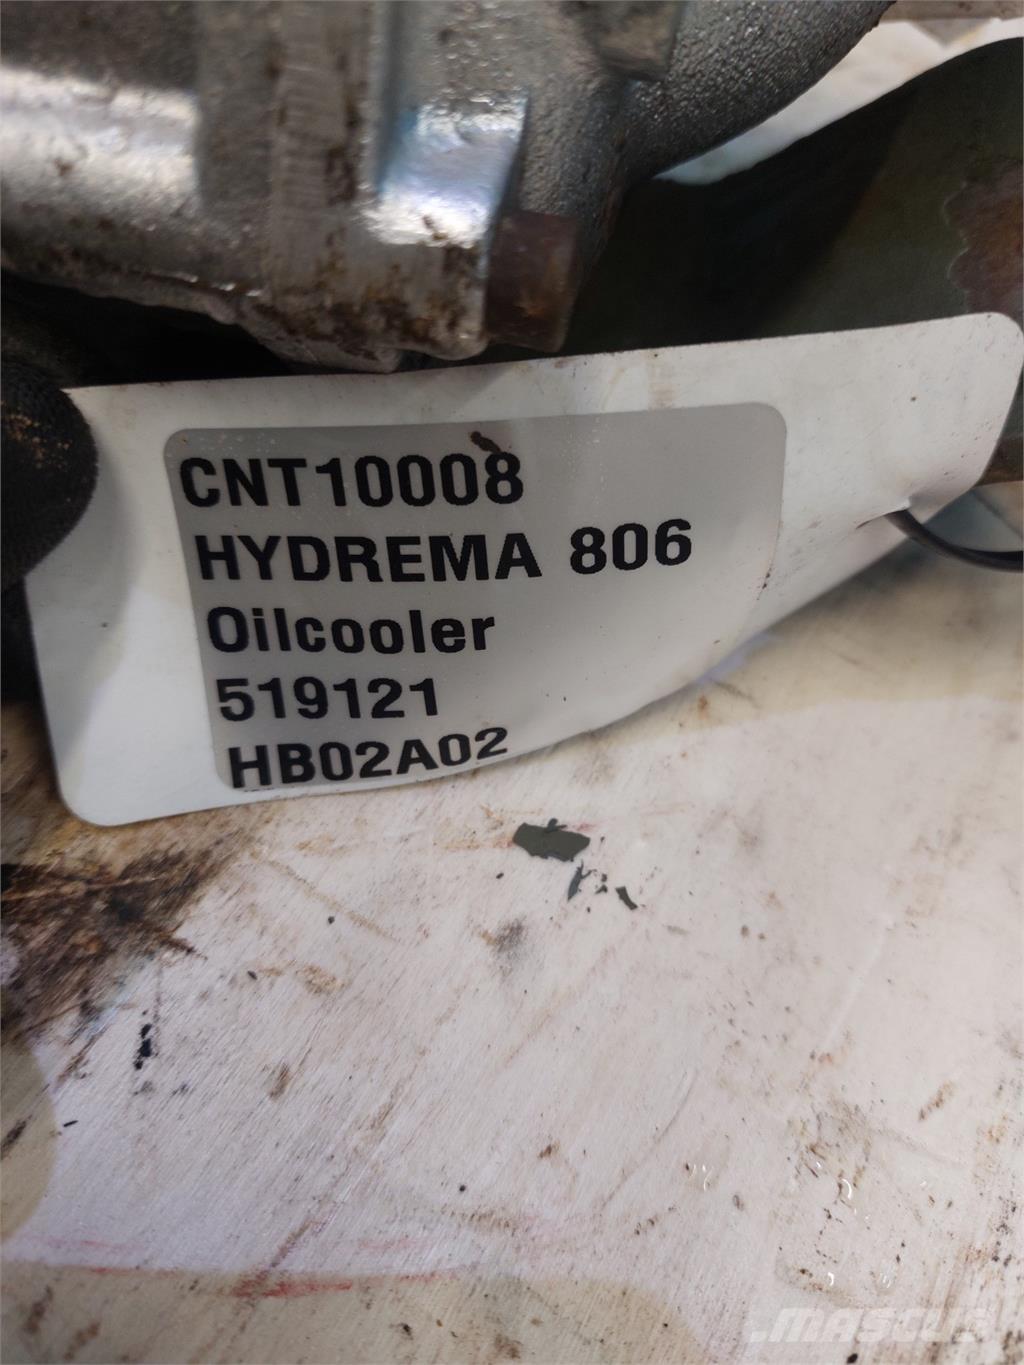 CNT10008
HYDREMA 806
Oilcooler
519121
HB02A02
MASCUS